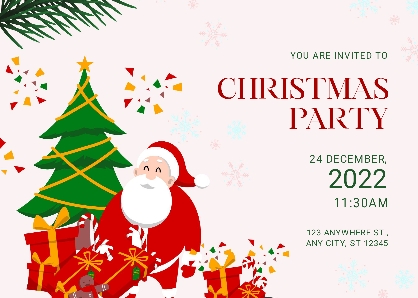 YOU ARE INVITED TO
CHRISTMAS
PARTY
24 DECEMBER,
2022
11:30AM
123 ANYWHERE ST.,
ANY CITY, ST 12345